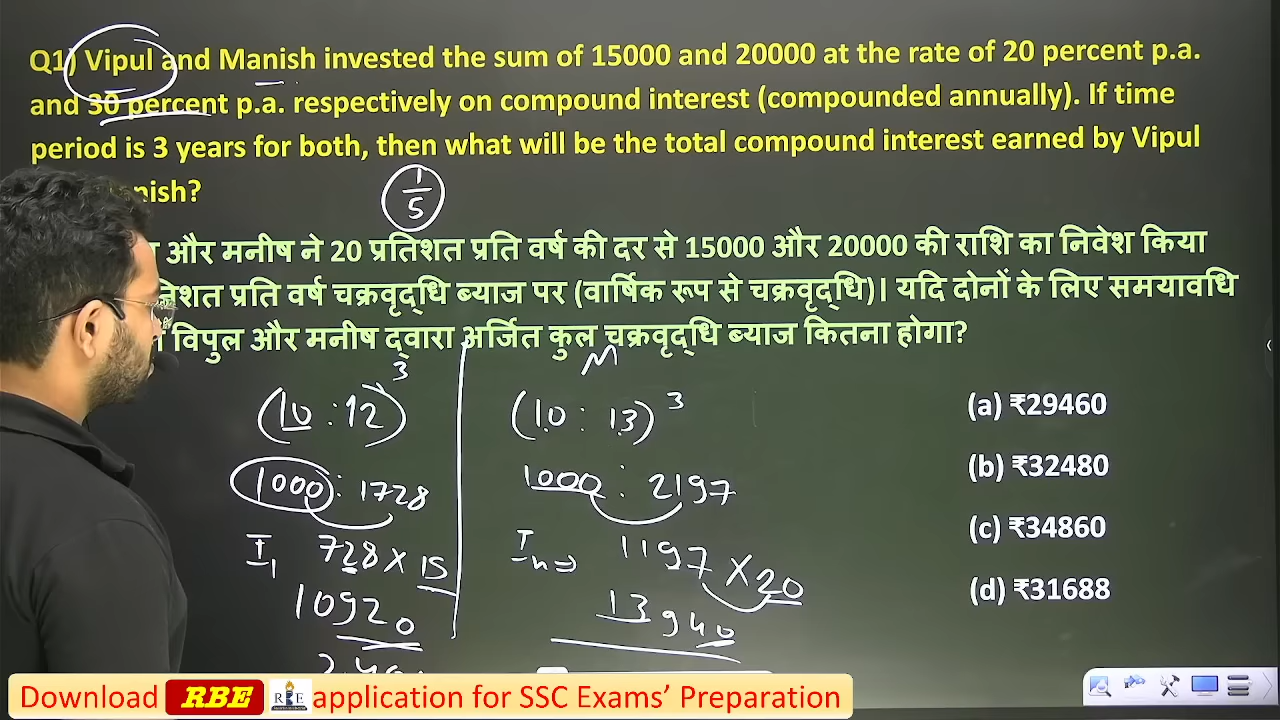 Q1) Vipul and Manish invested the sum of 15000 and 20000 at the rate of 20 percent p.a.
and 30 percent p.a. respectively on compound interest (compounded annually). If time
period is 3 years for both, then what will be the total compound interest earned by Vipul
nish?
1/5
और मनीष ने 20 प्रतिशत प्रति वर्ष की दर से 15000 और 20000 की राशि का निवेश किया
तिशत प्रति वर्ष चक्रवृद्धि ब्याज पर (वार्षिक रूप से चक्रवृद्धि)। यदि दोनों के लिए समयावधि
विपुल और मनीष द्वारा अर्जित कुल चक्रवृद्धि ब्याज कितना होगा?
(10 : 12)³
1000 : 1728
I₁ 728 × 15
10920
M
(10 : 13)³
1000 : 2197
1197 × 20
13940
(a) ₹29460
(b) ₹32480
(c) ₹34860
(d) ₹31688
Download RBE RBE application for SSC Exams' Preparation